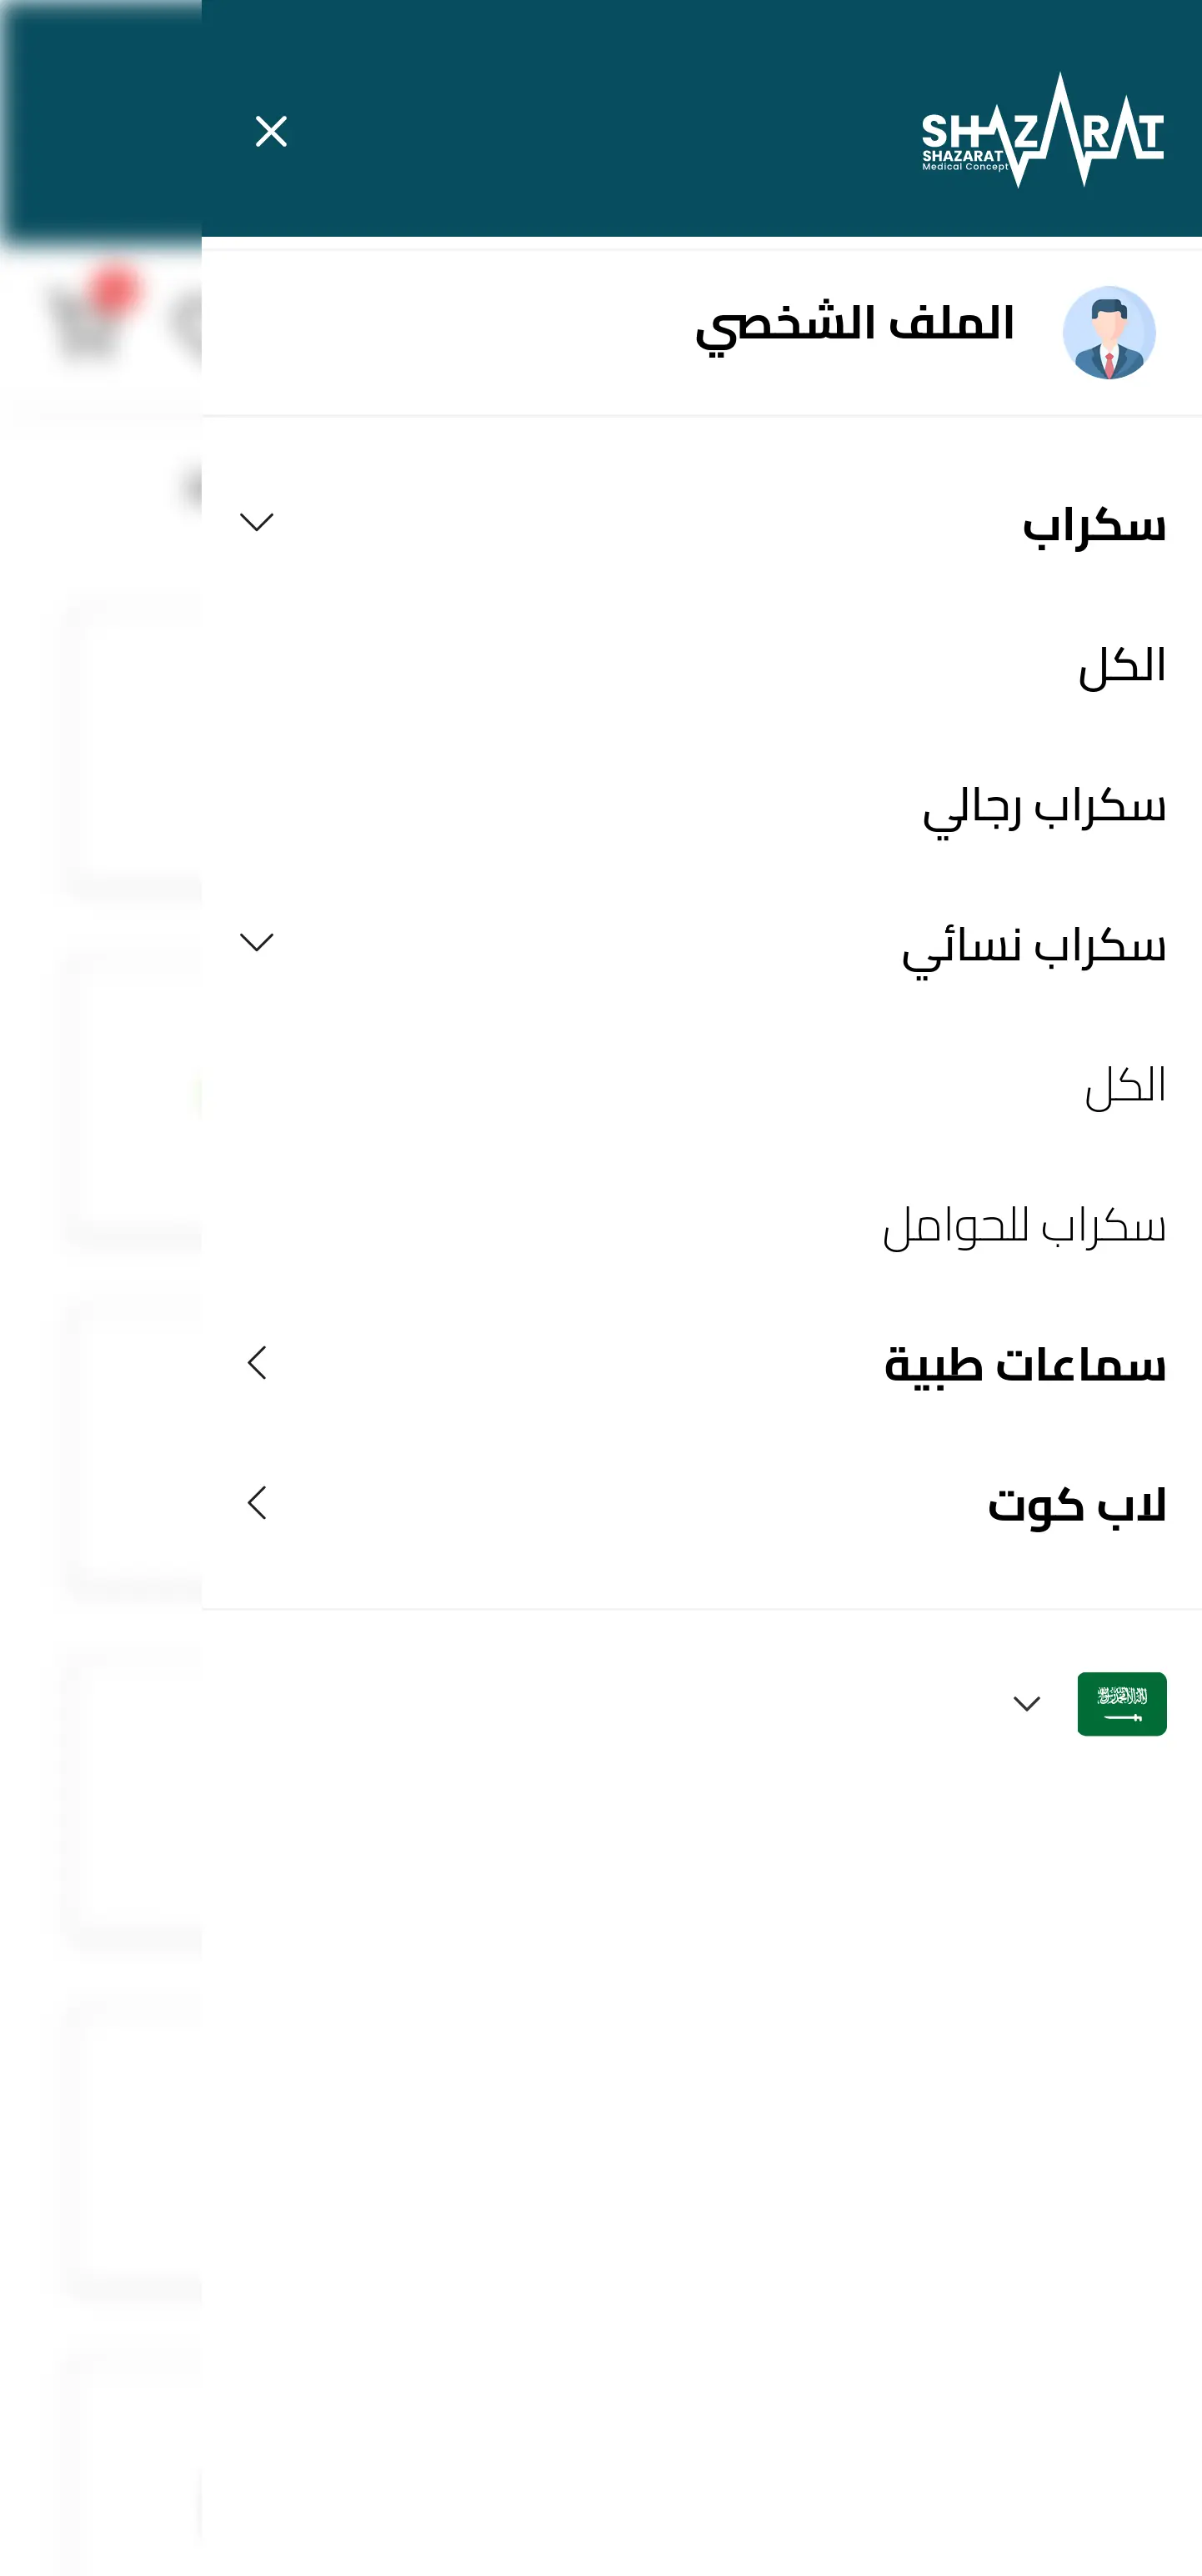 SHAZARAT
SHAZARAT
Medical Concept
الملف الشخصي
سكراب
الكل
سكراب رجالي
سكراب نسائي
الكل
سكراب للحوامل
سماعات طبية
لاب كوت